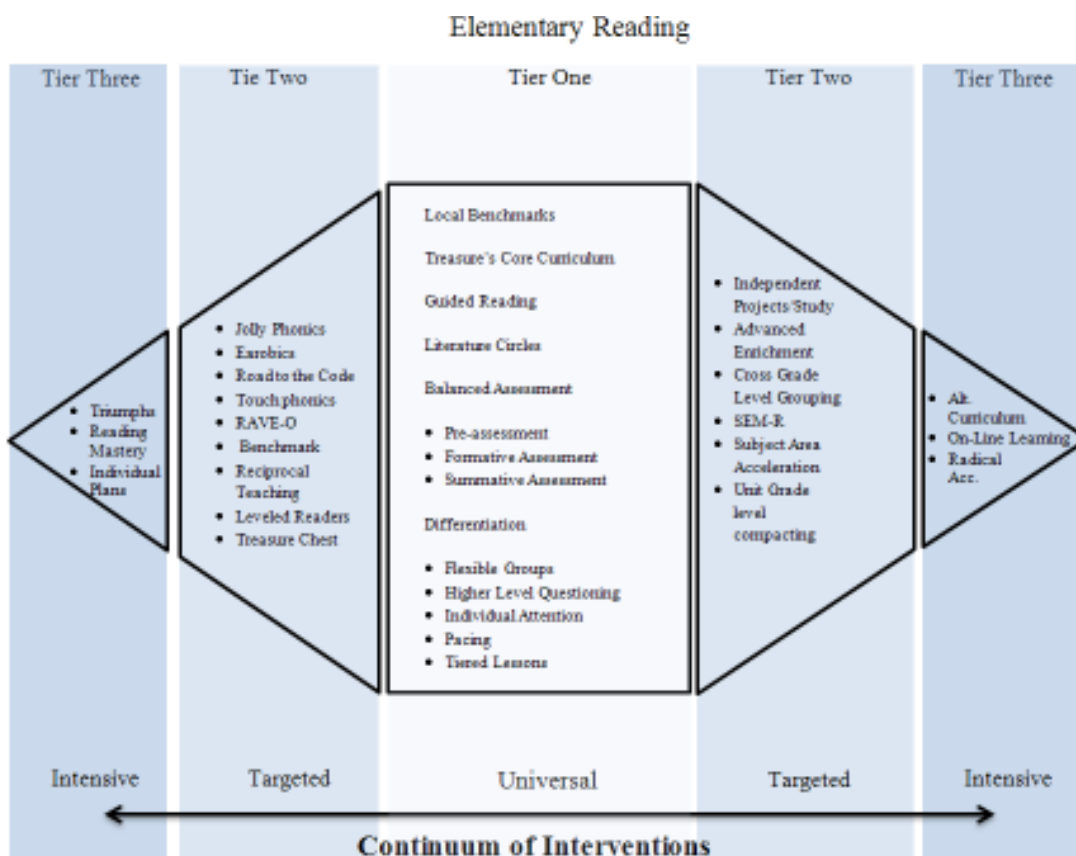 Elementary Reading
Tier Three
Tie Two
Tier One
Tier Two
Tier Three
• Triumphs
• Reading
Mastery
• Individual
Plans
• Jolly Phonics
• Earobics
• Road to the Code
• Touchphonics
• RAVE-O
• Benchmark
• Reciprocal
Teaching
• Leveled Readers
• Treasure Chest
Local Benchmarks
Treasure's Core Curriculum
Guided Reading
Literature Circles
Balanced Assessment
• Pre-assessment
• Formative Assessment
• Summative Assessment
Differentiation
• Flexible Groups
• Higher Level Questioning
• Individual Attention
• Pacing
• Tiered Lessons
• Independent
Projects/Study
• Advanced
Enrichment
• Cross Grade
Level Grouping
• SEM-R
• Subject Area
Acceleration
• Unit Grade
level
compacting
• Alt.
Curriculum
• On-Line Learning
• Radical
Acc.
Intensive
Targeted
Universal
Targeted
Intensive
Continuum of Interventions